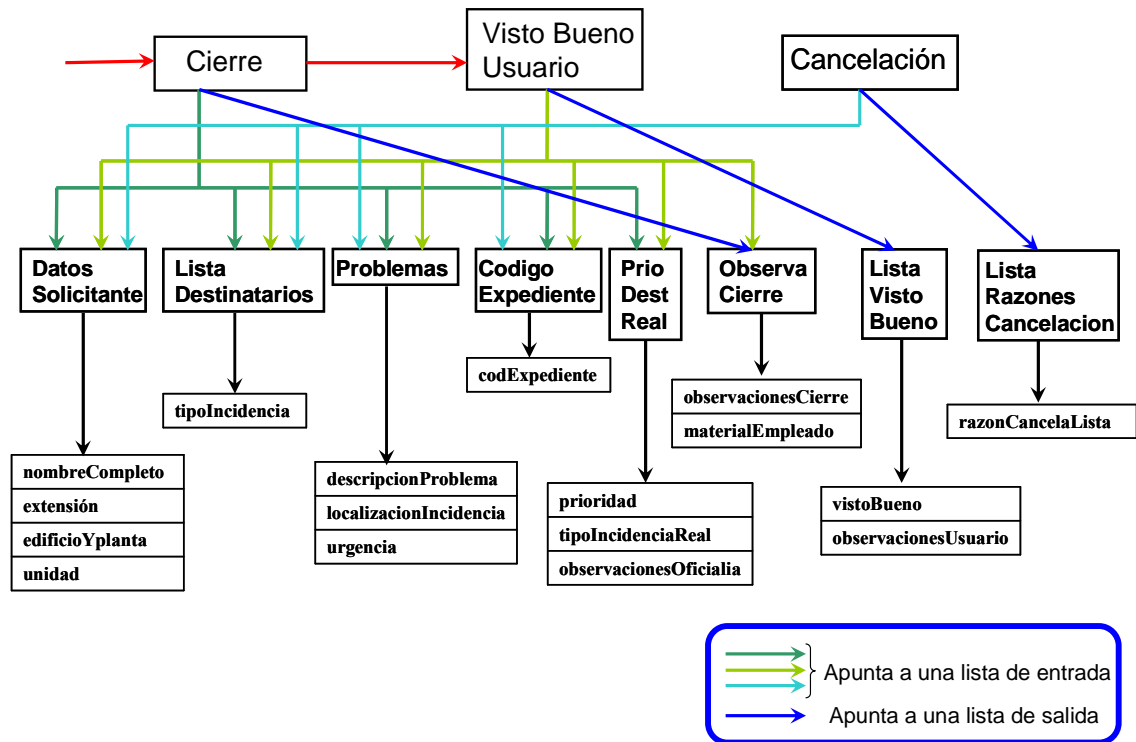 Cierre
Visto Bueno
Usuario
Cancelación
Datos
Solicitante
Lista
Destinatarios
Problemas
Codigo
Expediente
Prio
Dest
Real
Observa
Cierre
Lista
Visto
Bueno
Lista
Razones
Cancelacion
codExpediente
tipoIncidencia
observacionesCierre
materialEmpleado
razonCancelaLista
nombreCompleto
extensión
edificioYplanta
unidad
descripcionProblema
localizacionIncidencia
urgencia
prioridad
tipoIncidenciaReal
observacionesOficialia
vistoBueno
observacionesUsuario
Apunta a una lista de entrada
Apunta a una lista de salida